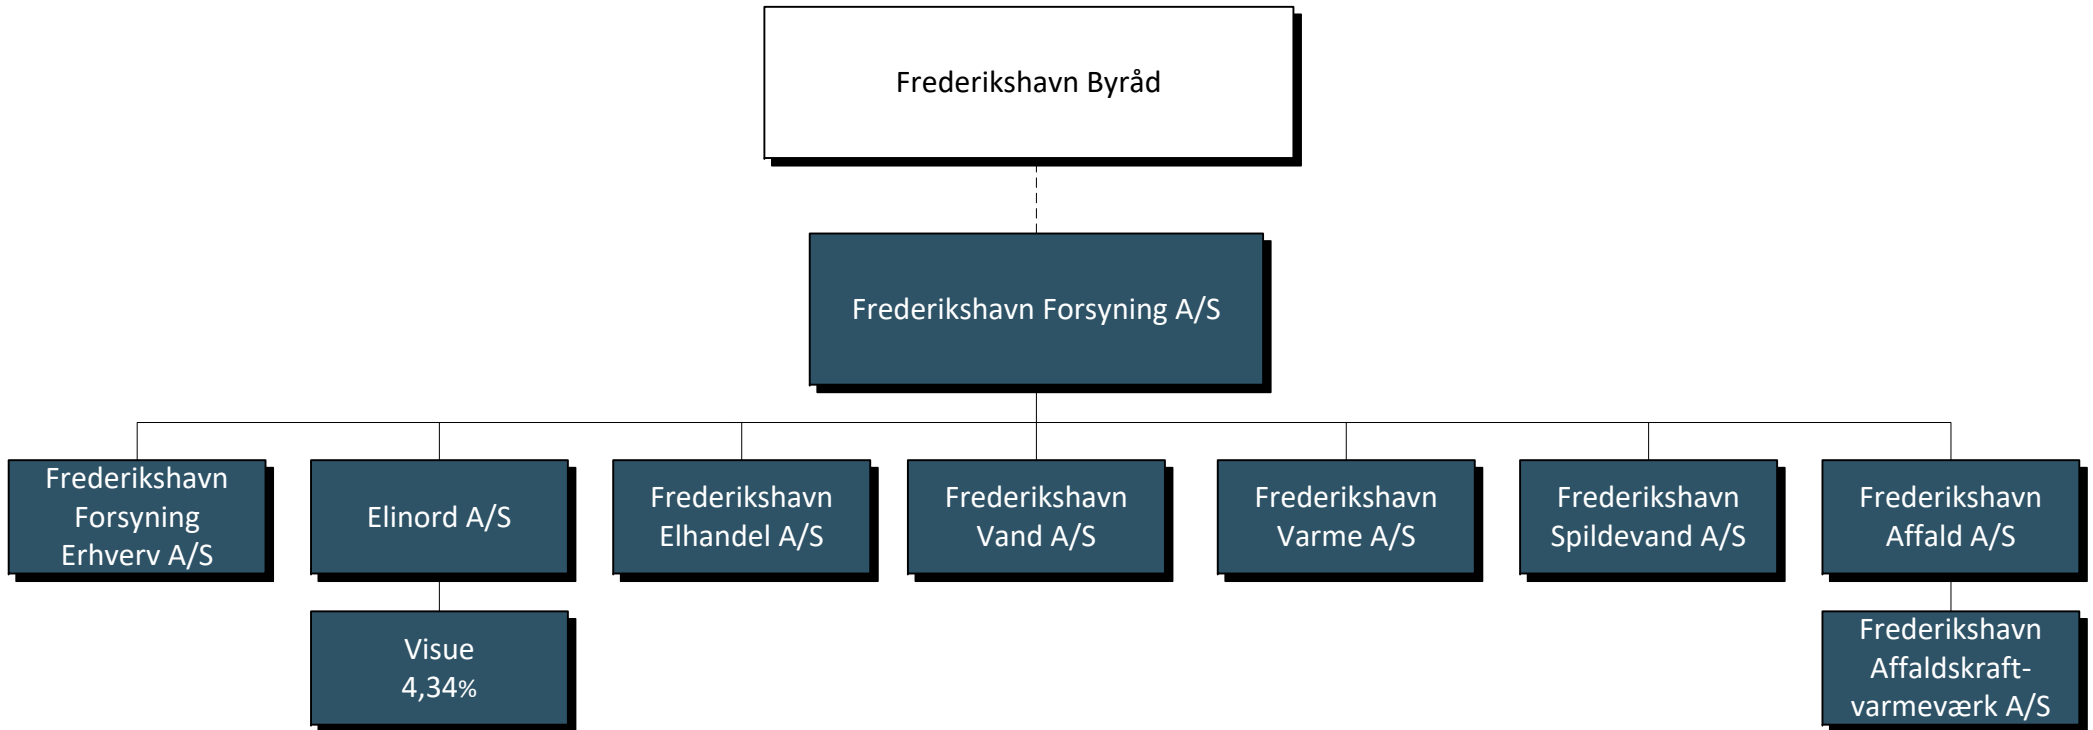 Frederikshavn Byråd
Frederikshavn Forsyning A/S
Frederikshavn
Forsyning
Erhverv A/S
Elinord A/S
Frederikshavn
Elhandel A/S
Frederikshavn
Vand A/S
Frederikshavn
Varme A/S
Frederikshavn
Spildevand A/S
Frederikshavn
Affald A/S
Visue
4,34%
Frederikshavn
Affaldskraft-
varmeværk A/S